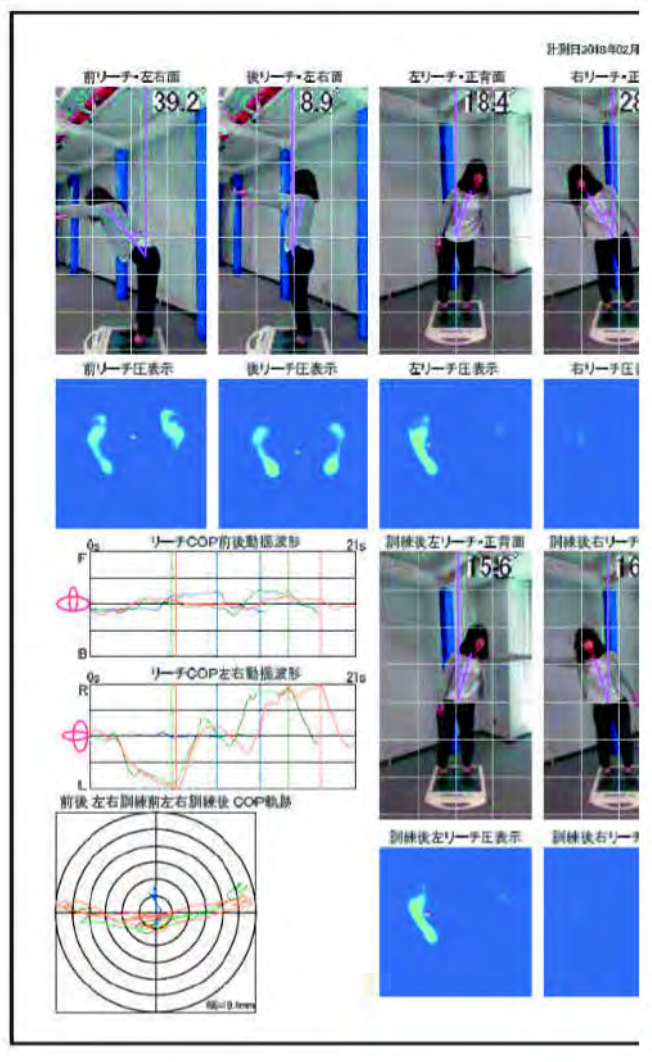 計測日2018年02月
前リーチ・左右面
後リーチ・左右面
左リーチ・正背面
右リーチ・正
39.2°
8.9°
18.4°
28
前リーチ圧表示
後リーチ圧表示
左リーチ圧表示
右リーチ圧
0s リーチCOP前後動揺波形 21s
F
B
0s リーチCOP左右動揺波形 21s
R
L
訓練後左リーチ・正背面
訓練後右リーチ
15.6°
16
前後 左右訓練前左右訓練後 COP軌跡
訓練後左リーチ圧表示
訓練後右リーチ